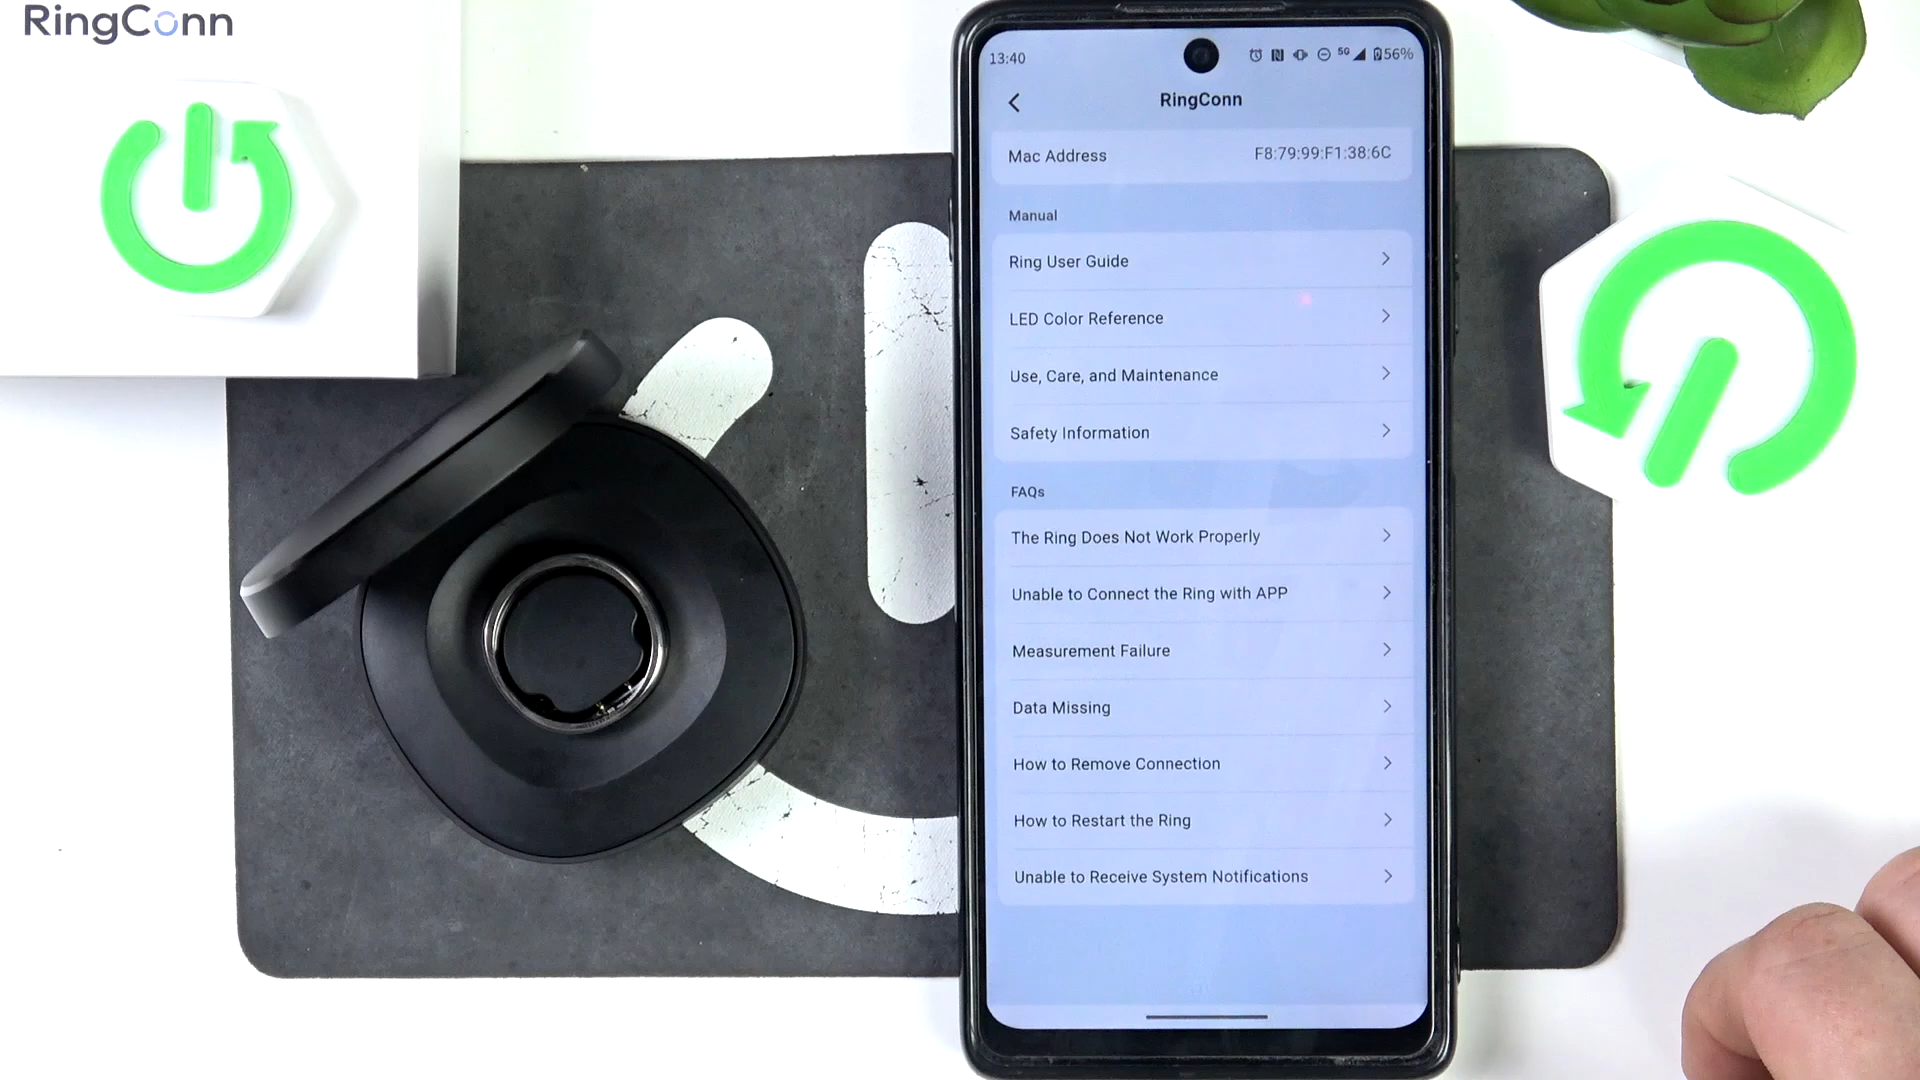 RingConn
13:40
5G
56%
RingConn
Mac Address F8:79:99:F1:38:6C
Manual
Ring User Guide
LED Color Reference
Use, Care, and Maintenance
Safety Information
FAQs
The Ring Does Not Work Properly
Unable to Connect the Ring with APP
Measurement Failure
Data Missing
How to Remove Connection
How to Restart the Ring
Unable to Receive System Notifications